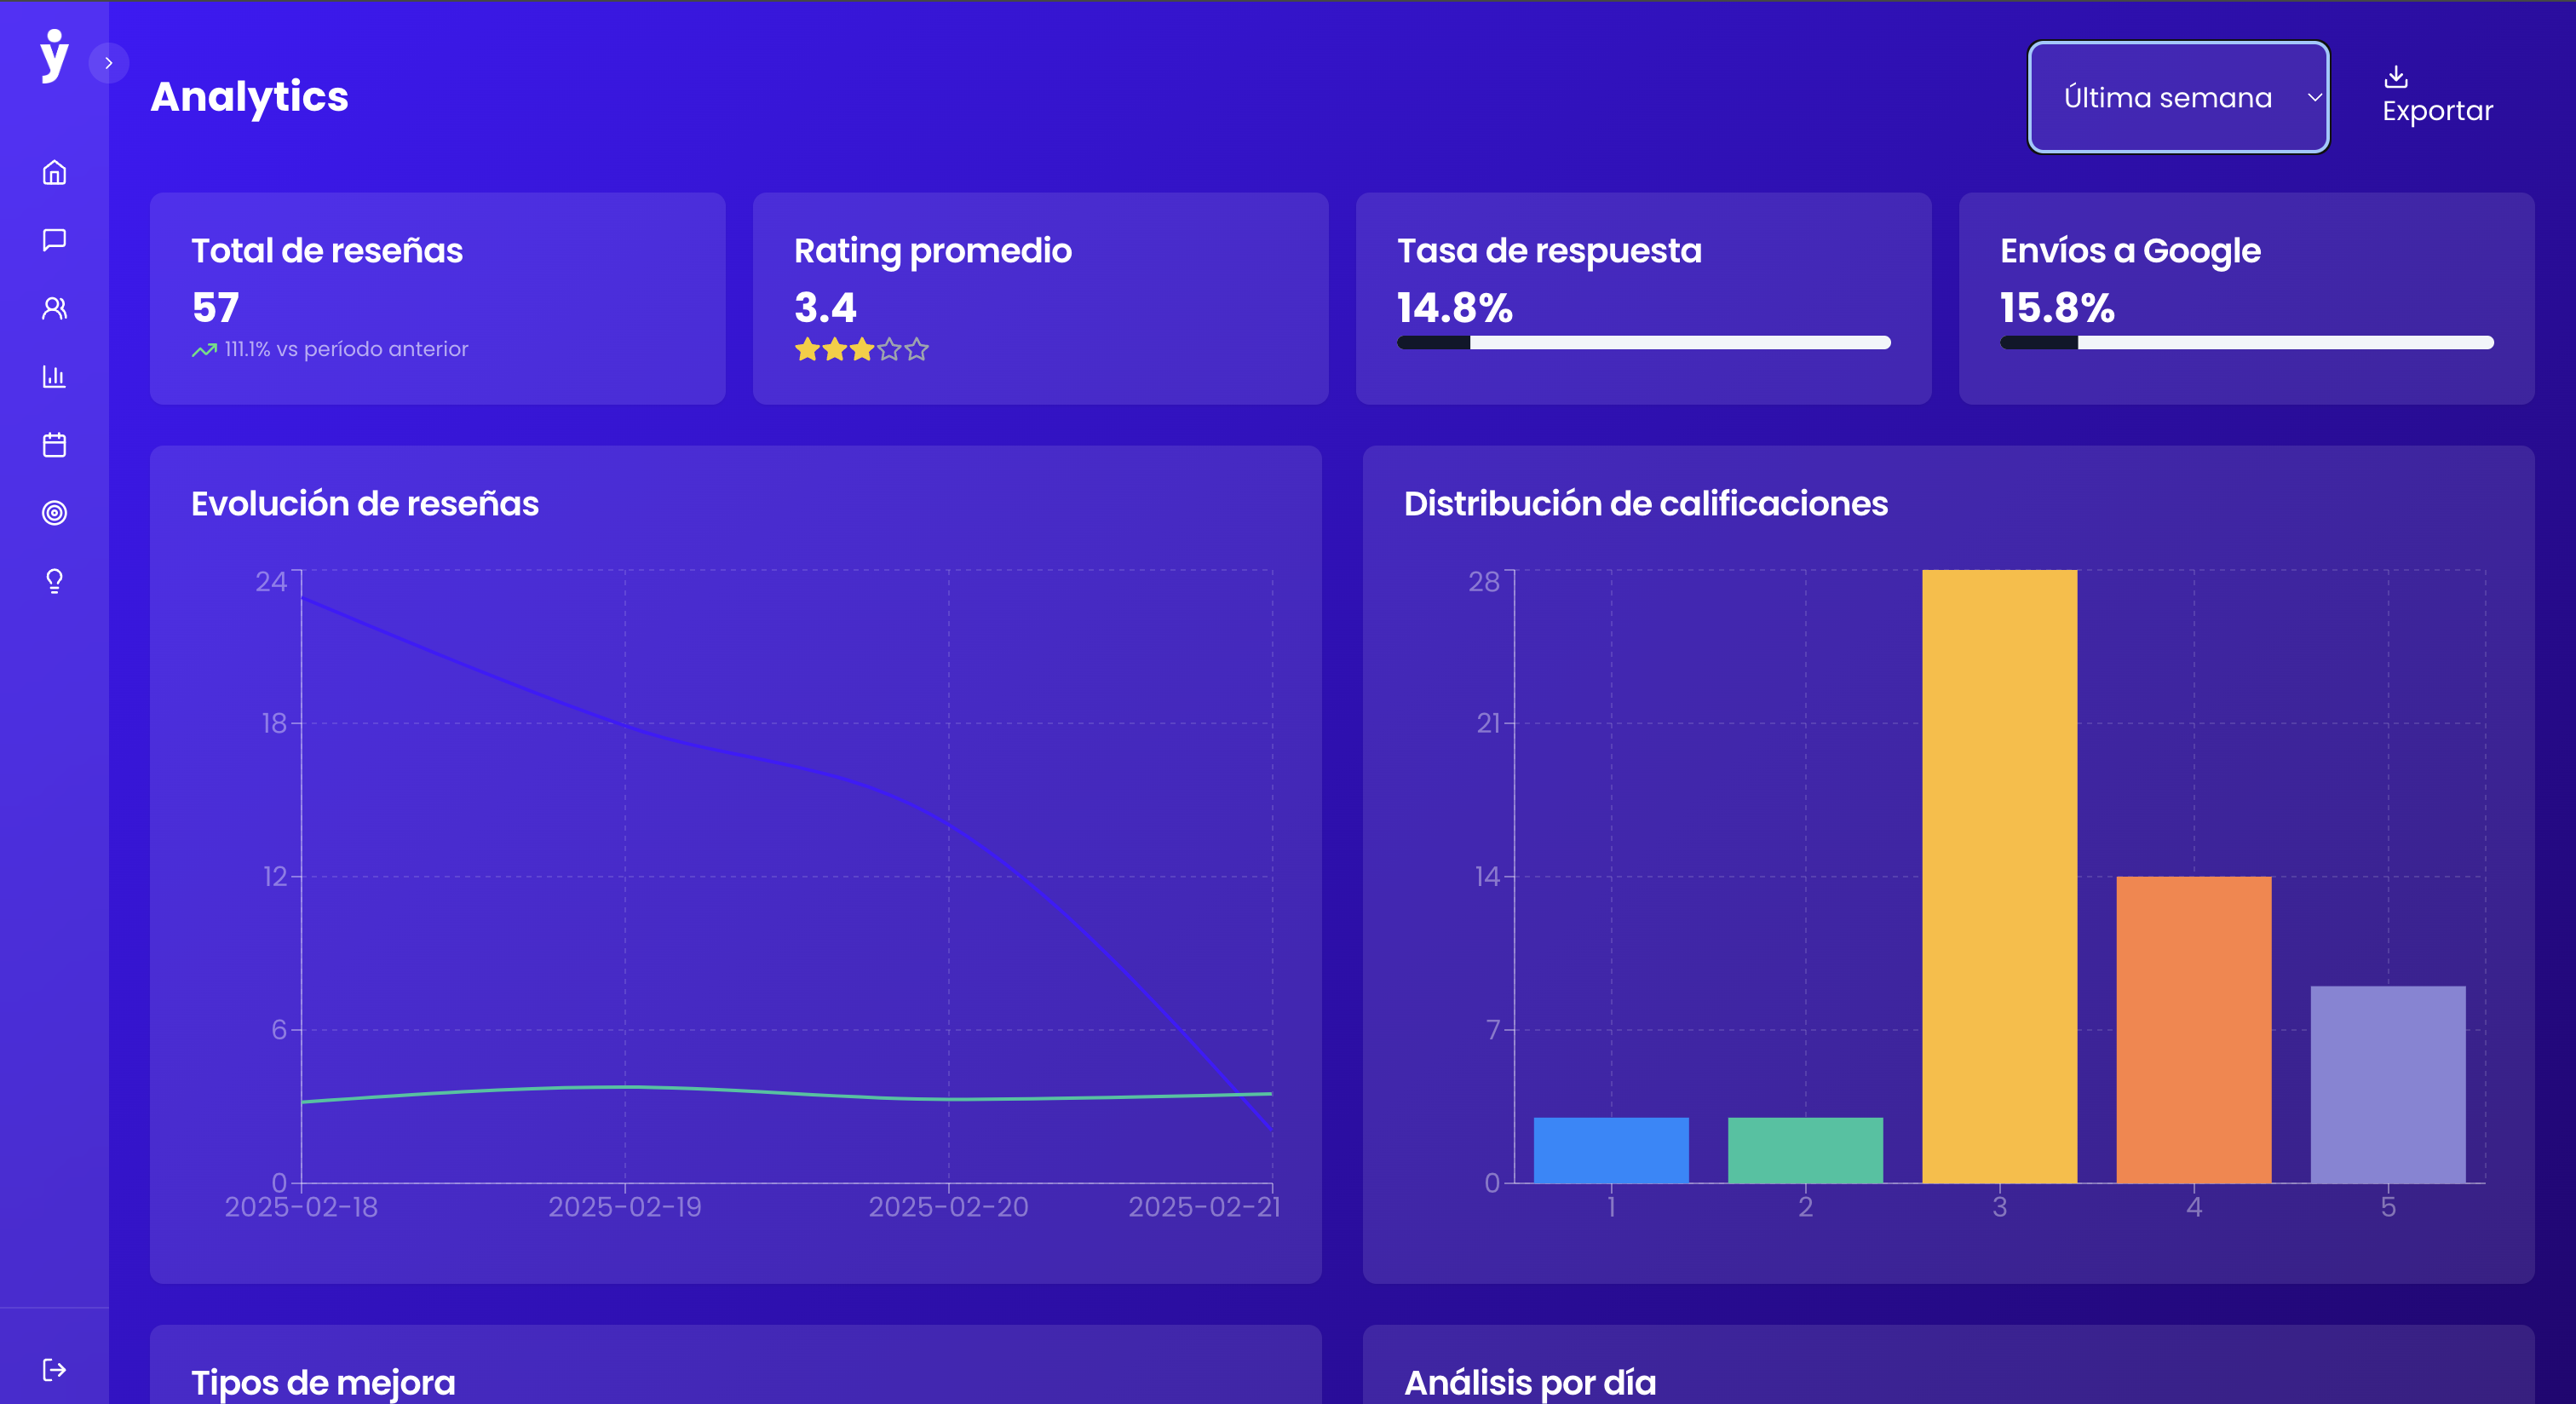 ÿ
Analytics
Última semana
Exportar
Total de reseñas
57
111.1% vs período anterior
Rating promedio
3.4
Tasa de respuesta
14.8%
Envíos a Google
15.8%
Evolución de reseñas
24
18
12
6
0
2025-02-18 2025-02-19 2025-02-20 2025-02-21
Distribución de calificaciones
28
21
14
7
0
1 2 3 4 5
Tipos de mejora
Análisis por día